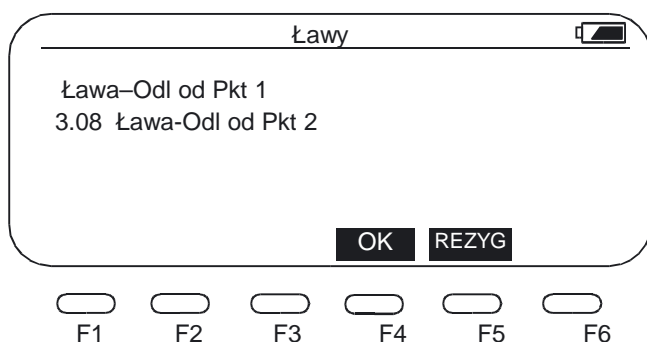 Ławy
Ława–Odl od Pkt 1
3.08 Ława-Odl od Pkt 2
OK REZYG
F1 F2 F3 F4 F5 F6